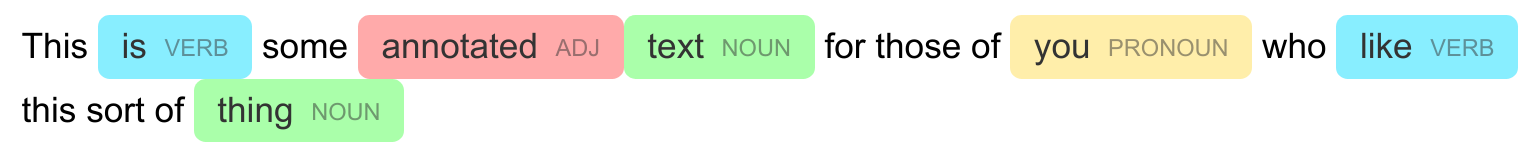 This is VERB some annotated ADJ text NOUN for those of you PRONOUN who like VERB
this sort of thing NOUN